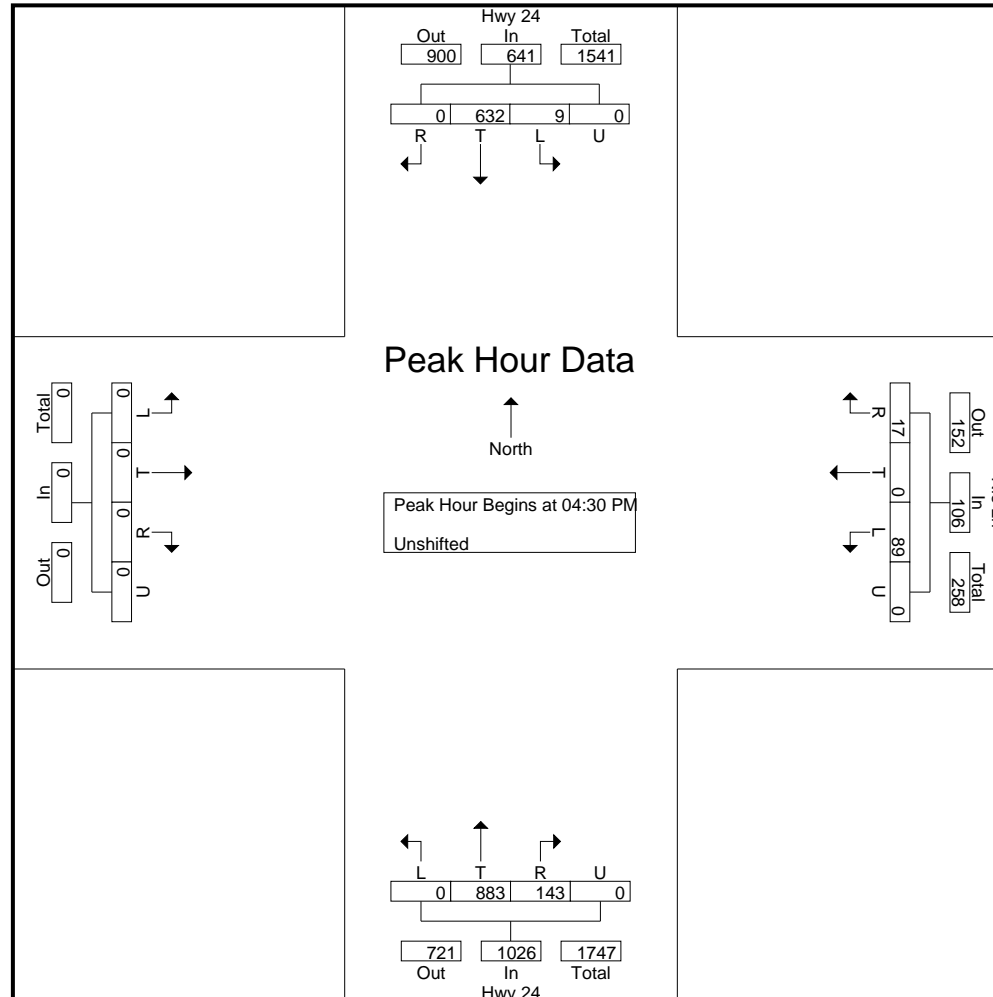 Hwy 24
Out In Total
900 641 1541
0 632 9 0
R T L U
Peak Hour Data
North
Peak Hour Begins at 04:30 PM
Unshifted
Total In Out
0 0 0
0 0 0 0
L T R U
R T L U
17 0 89 0
Out In Total
152 106 258
L T R U
0 883 143 0
721 1026 1747
Out In Total
Hwy 24